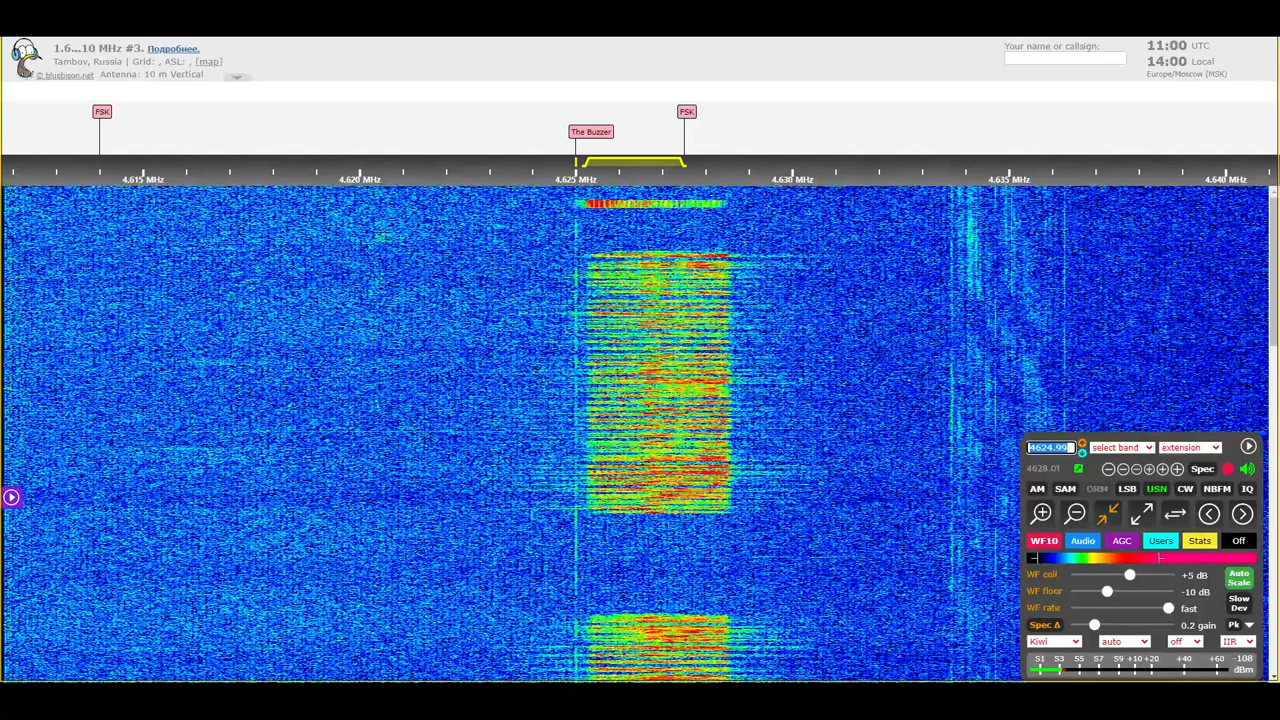 1.6...10 MHz #3. Подробнее.
Tambov, Russia | Grid: , ASL: , [map]
© bluebison.net Antenna: 10 m Vertical
Your name or callsign:
11:00 UTC
14:00 Local
Europe/Moscow (MSK)
FSK
The Buzzer
FSK
4.615 MHz 4.620 MHz 4.625 MHz 4.630 MHz 4.635 MHz 4.640 MHz
4624.99 select band extension
4628.01 Spec
AM SAM DRM LSB USN CW NBFM IQ
WF10 Audio AGC Users Stats Off
WF ceil +5 dB Auto Scale
WF floor -10 dB
WF rate fast Slow Dev
Spec Δ 0.2 gain Pk
Kiwi auto off IIR
S1 S3 S5 S7 S9 +10 +20 +40 +60 -108 dBm